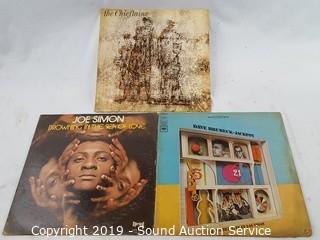 the Chieftains
JOE SIMON
DROWNING IN THE SEA OF LOVE
DAVE BRUBECK·JACKPOT
21
Copyright 2019 - Sound Auction Service